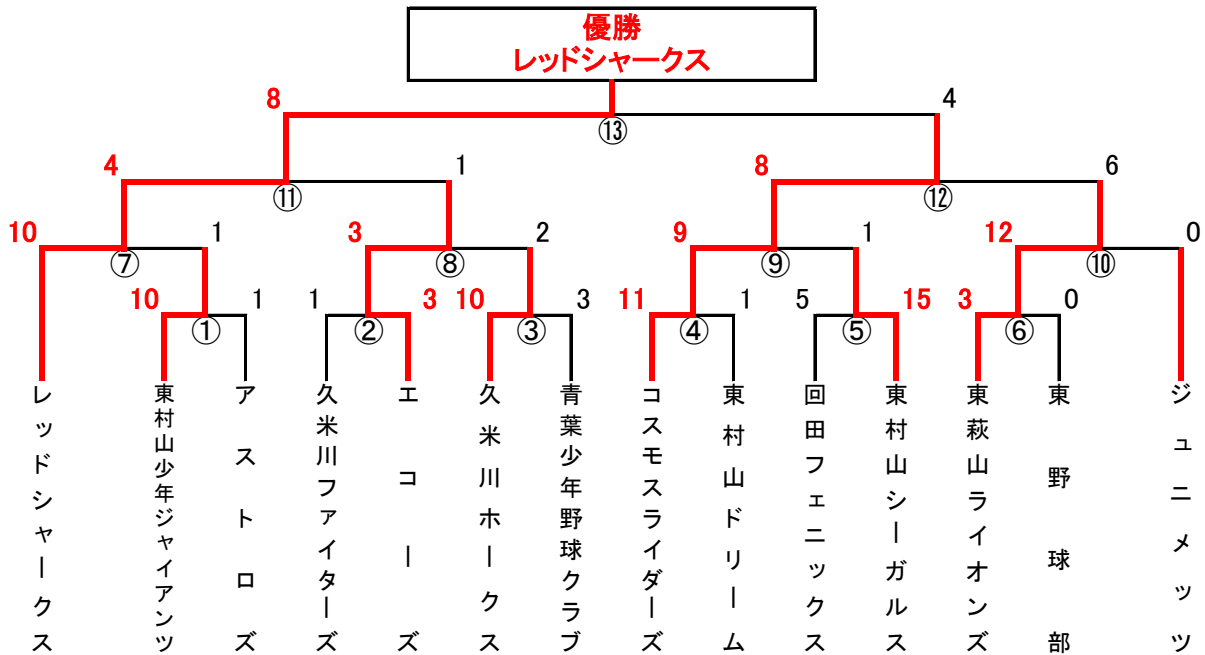 優勝
レッドシャークス
8
4
⑬
4
1
8
6
⑪
⑫
10
1
3
2
9
1
12
0
⑦
⑧
⑨
⑩
10
1
1
3
10
3
11
1
5
15
3
0
①
②
③
④
⑤
⑥
レッドシャークス
東村山少年ジャイアンツ
アストロズ
久米川ファイターズ
エコーズ
久米川ホークス
青葉少年野球クラブ
コスモスライダーズ
東村山ドリーム
回田フェニックス
東村山シーガルス
東萩山ライオンズ
東野球部
ジュニメッツ